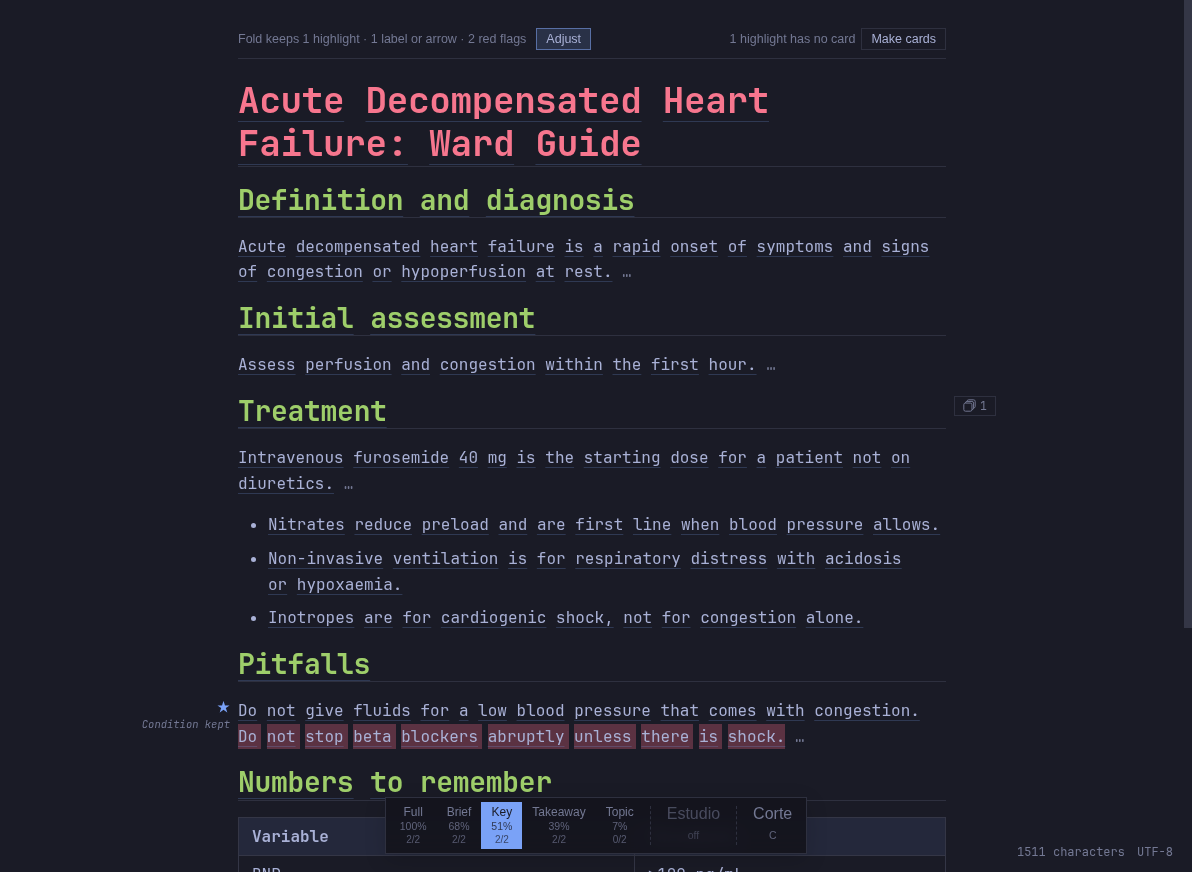 Fold keeps 1 highlight · 1 label or arrow · 2 red flags Adjust 1 highlight has no card Make cards
Acute Decompensated Heart
Failure: Ward Guide
Definition and diagnosis
Acute decompensated heart failure is a rapid onset of symptoms and signs
of congestion or hypoperfusion at rest. …
Initial assessment
Assess perfusion and congestion within the first hour. …
Treatment
1
Intravenous furosemide 40 mg is the starting dose for a patient not on
diuretics. …
• Nitrates reduce preload and are first line when blood pressure allows.
• Non-invasive ventilation is for respiratory distress with acidosis
or hypoxaemia.
• Inotropes are for cardiogenic shock, not for congestion alone.
Pitfalls
★ Do not give fluids for a low blood pressure that comes with congestion.
Condition kept Do not stop beta blockers abruptly unless there is shock. …
Numbers to remember
Full Brief Key Takeaway Topic Estudio Corte
100% 68% 51% 39% 7% off C
2/2 2/2 2/2 2/2 0/2
Variable
1511 characters UTF-8